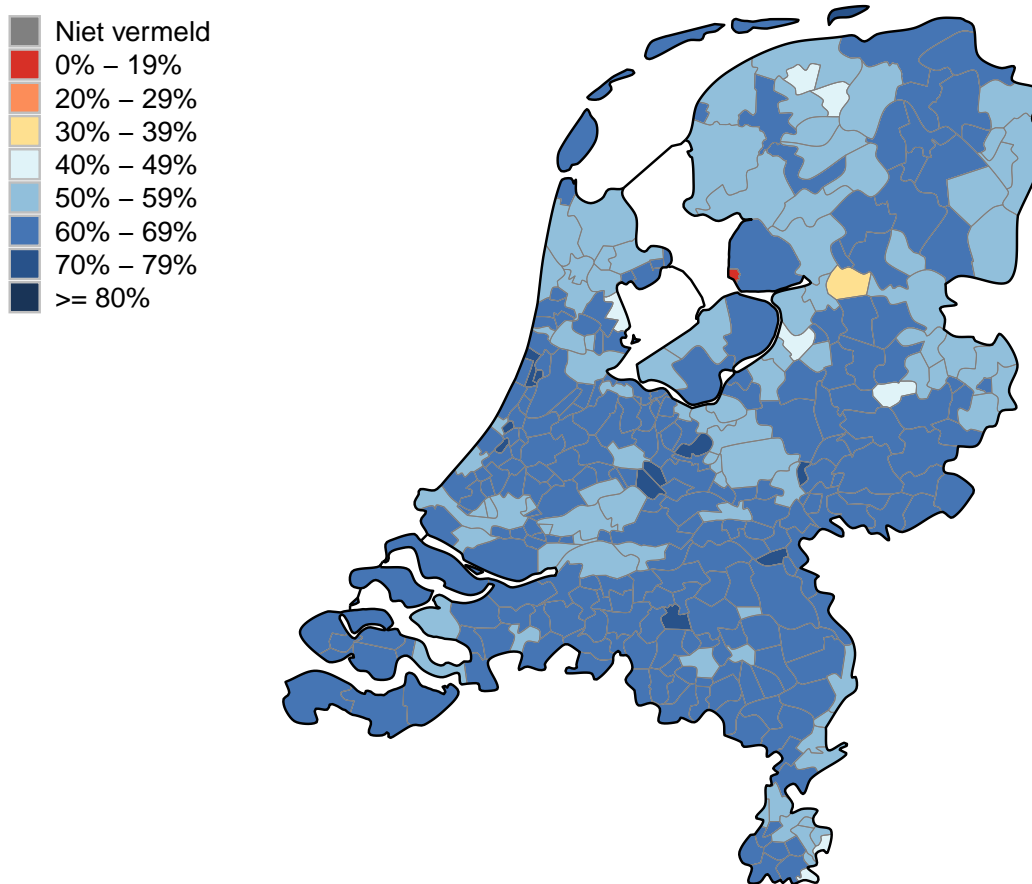 Niet vermeld
0% – 19%
20% – 29%
30% – 39%
40% – 49%
50% – 59%
60% – 69%
70% – 79%
>= 80%